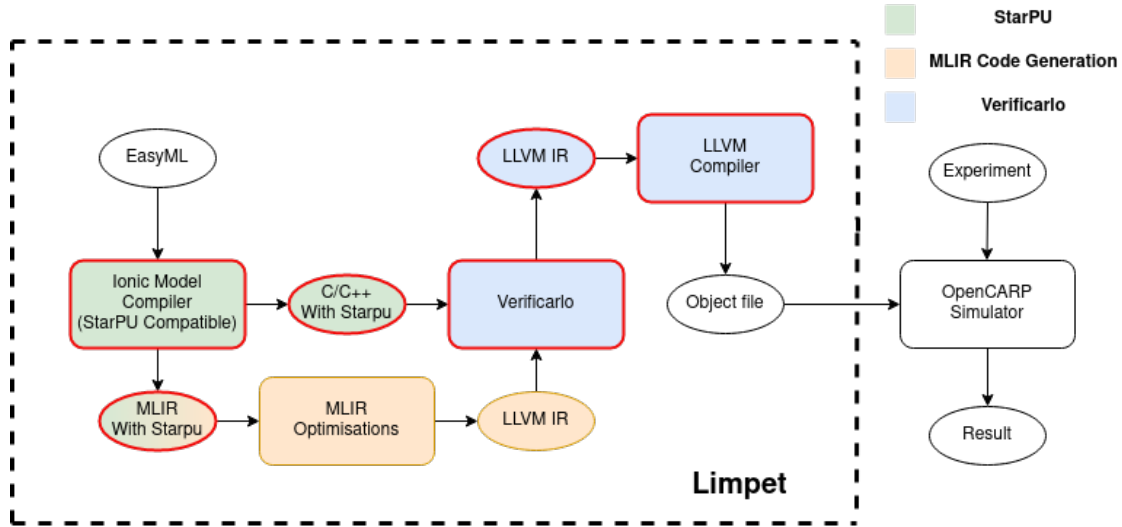 StarPU
MLIR Code Generation
Verificarlo
EasyML
LLVM IR
LLVM
Compiler
Experiment
Ionic Model
Compiler
(StarPU Compatible)
C/C++
With Starpu
Verificarlo
Object file
OpenCARP
Simulator
MLIR
With Starpu
MLIR
Optimisations
LLVM IR
Result
Limpet